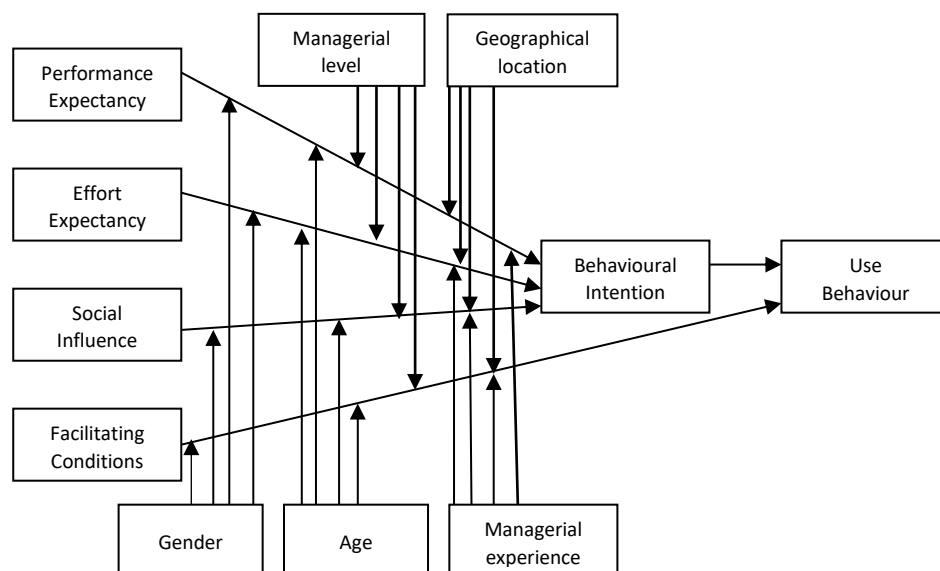 Managerial
level
Geographical
location
Performance
Expectancy
Effort
Expectancy
Behavioural
Intention
Use
Behaviour
Social
Influence
Facilitating
Conditions
Gender
Age
Managerial
experience